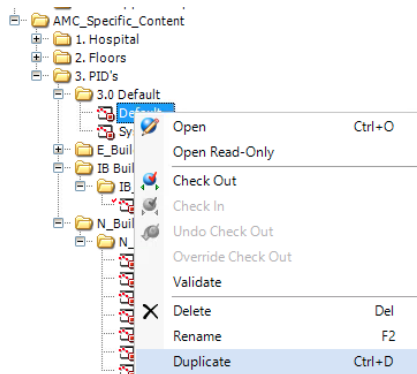 AMC_Specific_Content
1. Hospital
2. Floors
3. PID's
3.0 Default
Open Ctrl+O
Open Read-Only
E_Buil
IB Buil
Check Out
IB_
Check In
Undo Check Out
N_Buil
N_
Override Check Out
Validate
Delete Del
Rename F2
Duplicate Ctrl+D